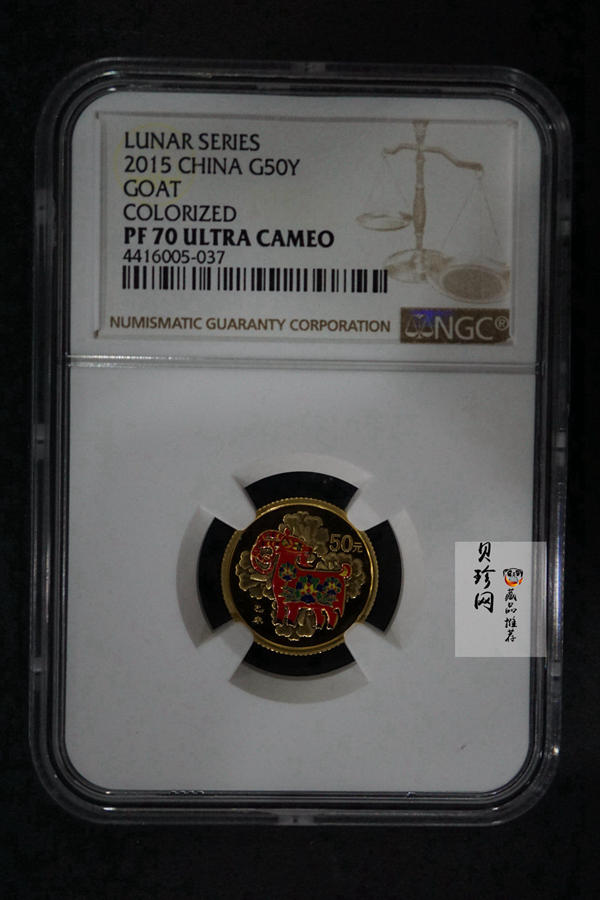 LUNAR SERIES
2015 CHINA G50Y
GOAT
COLORIZED
PF 70 ULTRA CAMEO
4416005-037
NUMISMATIC GUARANTY CORPORATION
NGC®
50元
贝珍网
藏品
推荐